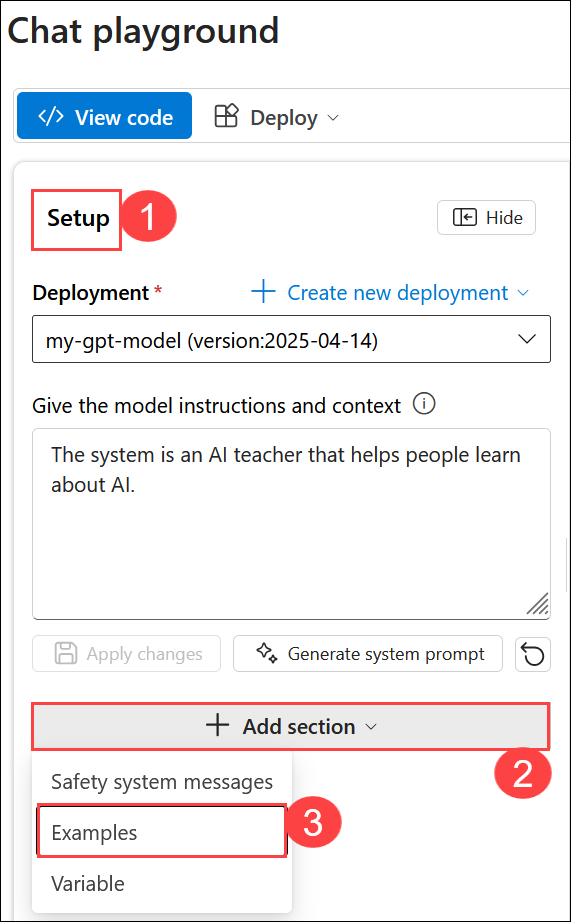 Chat playground
</> View code
Deploy
Setup
1
Hide
Deployment *
Create new deployment
my-gpt-model (version:2025-04-14)
Give the model instructions and context
The system is an AI teacher that helps people learn
about AI.
Apply changes
Generate system prompt
+ Add section
2
Safety system messages
Examples
3
Variable